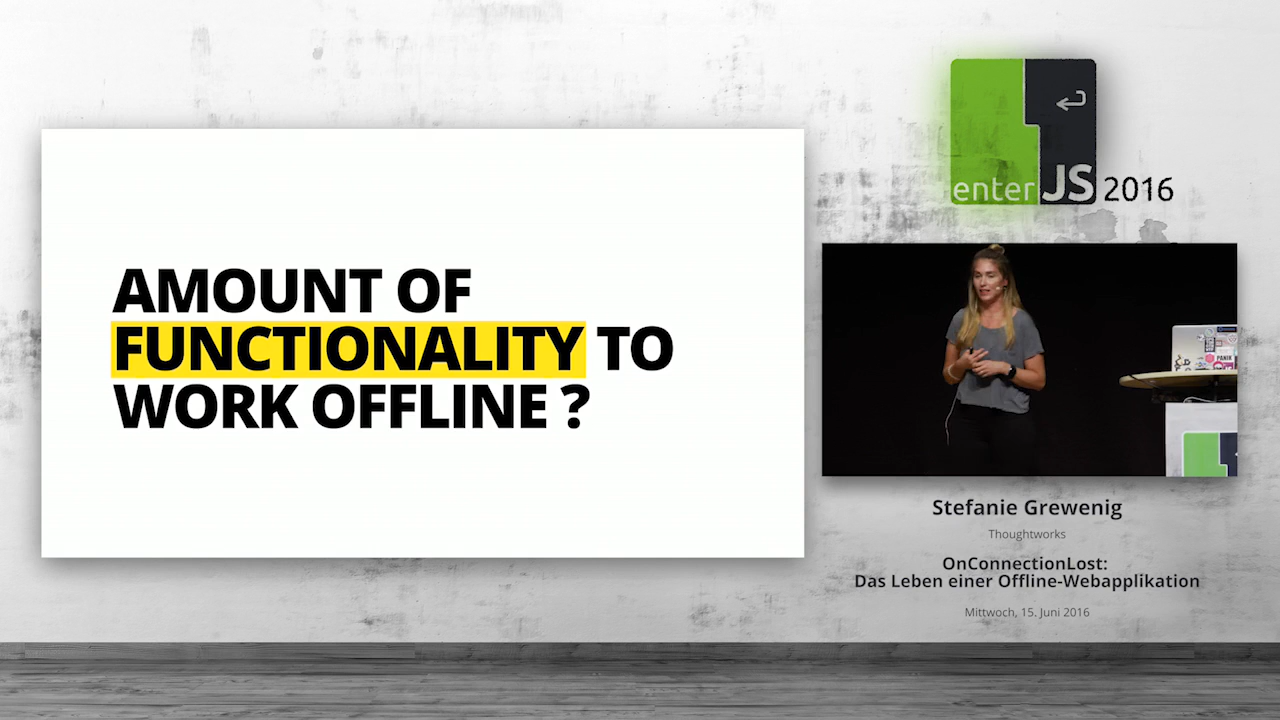 AMOUNT OF
FUNCTIONALITY TO
WORK OFFLINE ?
enter JS 2016
PANIK
Stefanie Grewenig
Thoughtworks
OnConnectionLost:
Das Leben einer Offline-Webapplikation
Mittwoch, 15. Juni 2016